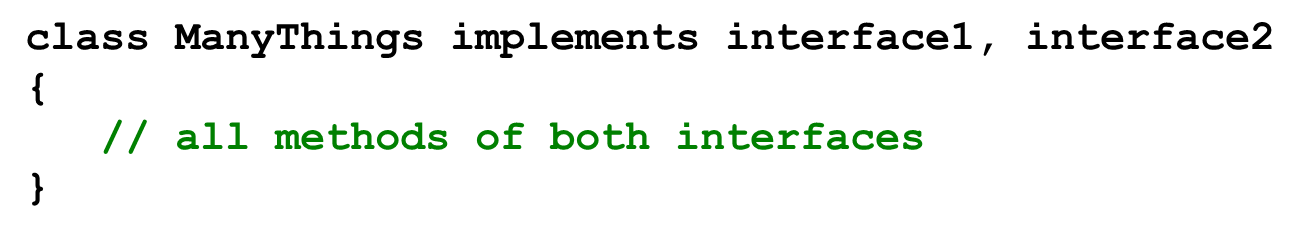 class ManyThings implements interface1, interface2
{
// all methods of both interfaces
}